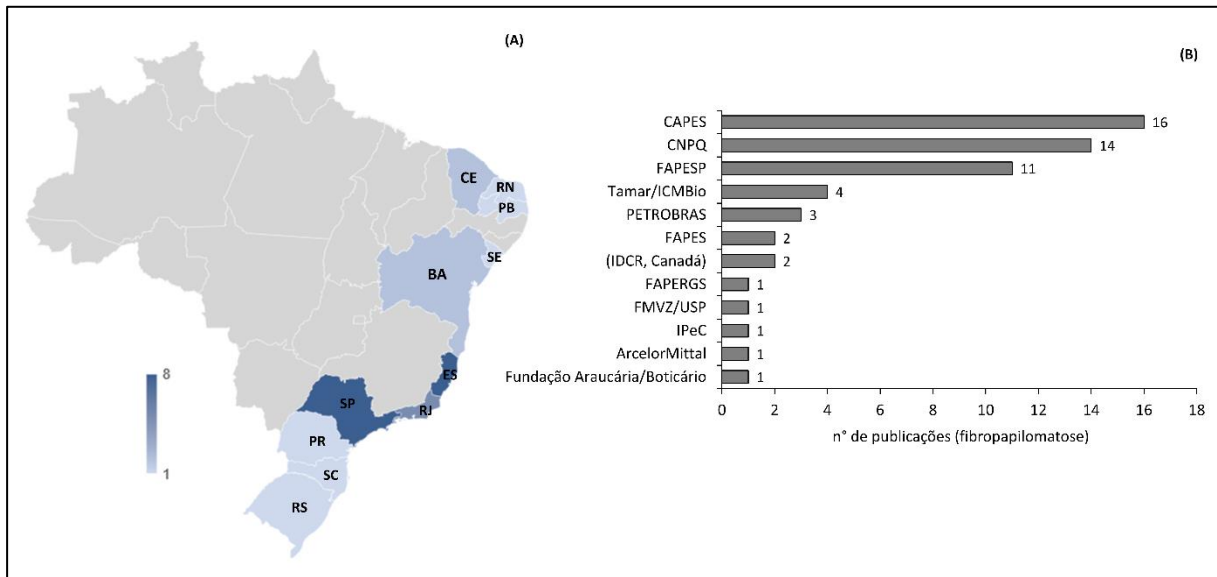 (A)
CE
RN
PB
SE
BA
ES
SP
RJ
PR
SC
RS
8
1
(B)
CAPES 16
CNPQ 14
FAPESP 11
Tamar/ICMBio 4
PETROBRAS 3
FAPES 2
(IDCR, Canadá) 2
FAPERGS 1
FMVZ/USP 1
IPeC 1
ArcelorMittal 1
Fundação Araucária/Boticário 1
0 2 4 6 8 10 12 14 16 18
n° de publicações (fibropapilomatose)